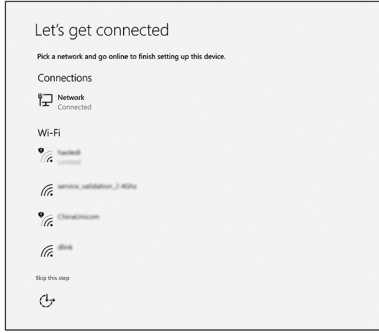 Let's get connected
Pick a network and go online to finish setting up this device.
Connections
Network
Connected
Wi-Fi
Limited
service_validation_2.4Ghz
ChinaUnicom
dlink
Skip this step